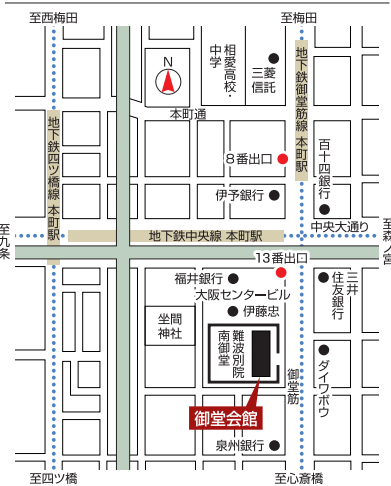 至西梅田
至梅田
N
相愛高校・
中学
三菱
信託
地下鉄御堂筋線 本町駅
本町通
地下鉄四ツ橋線 本町駅
8番出口
百十四銀行
伊予銀行
中央大通り
至九条
地下鉄中央線 本町駅
至森ノ宮
13番出口
福井銀行
三井
住友銀行
大阪センタービル
伊藤忠
坐間
神社
難波別院
南御堂
ダイワボウ
御堂筋
御堂会館
泉州銀行
至四ツ橋
至心斎橋